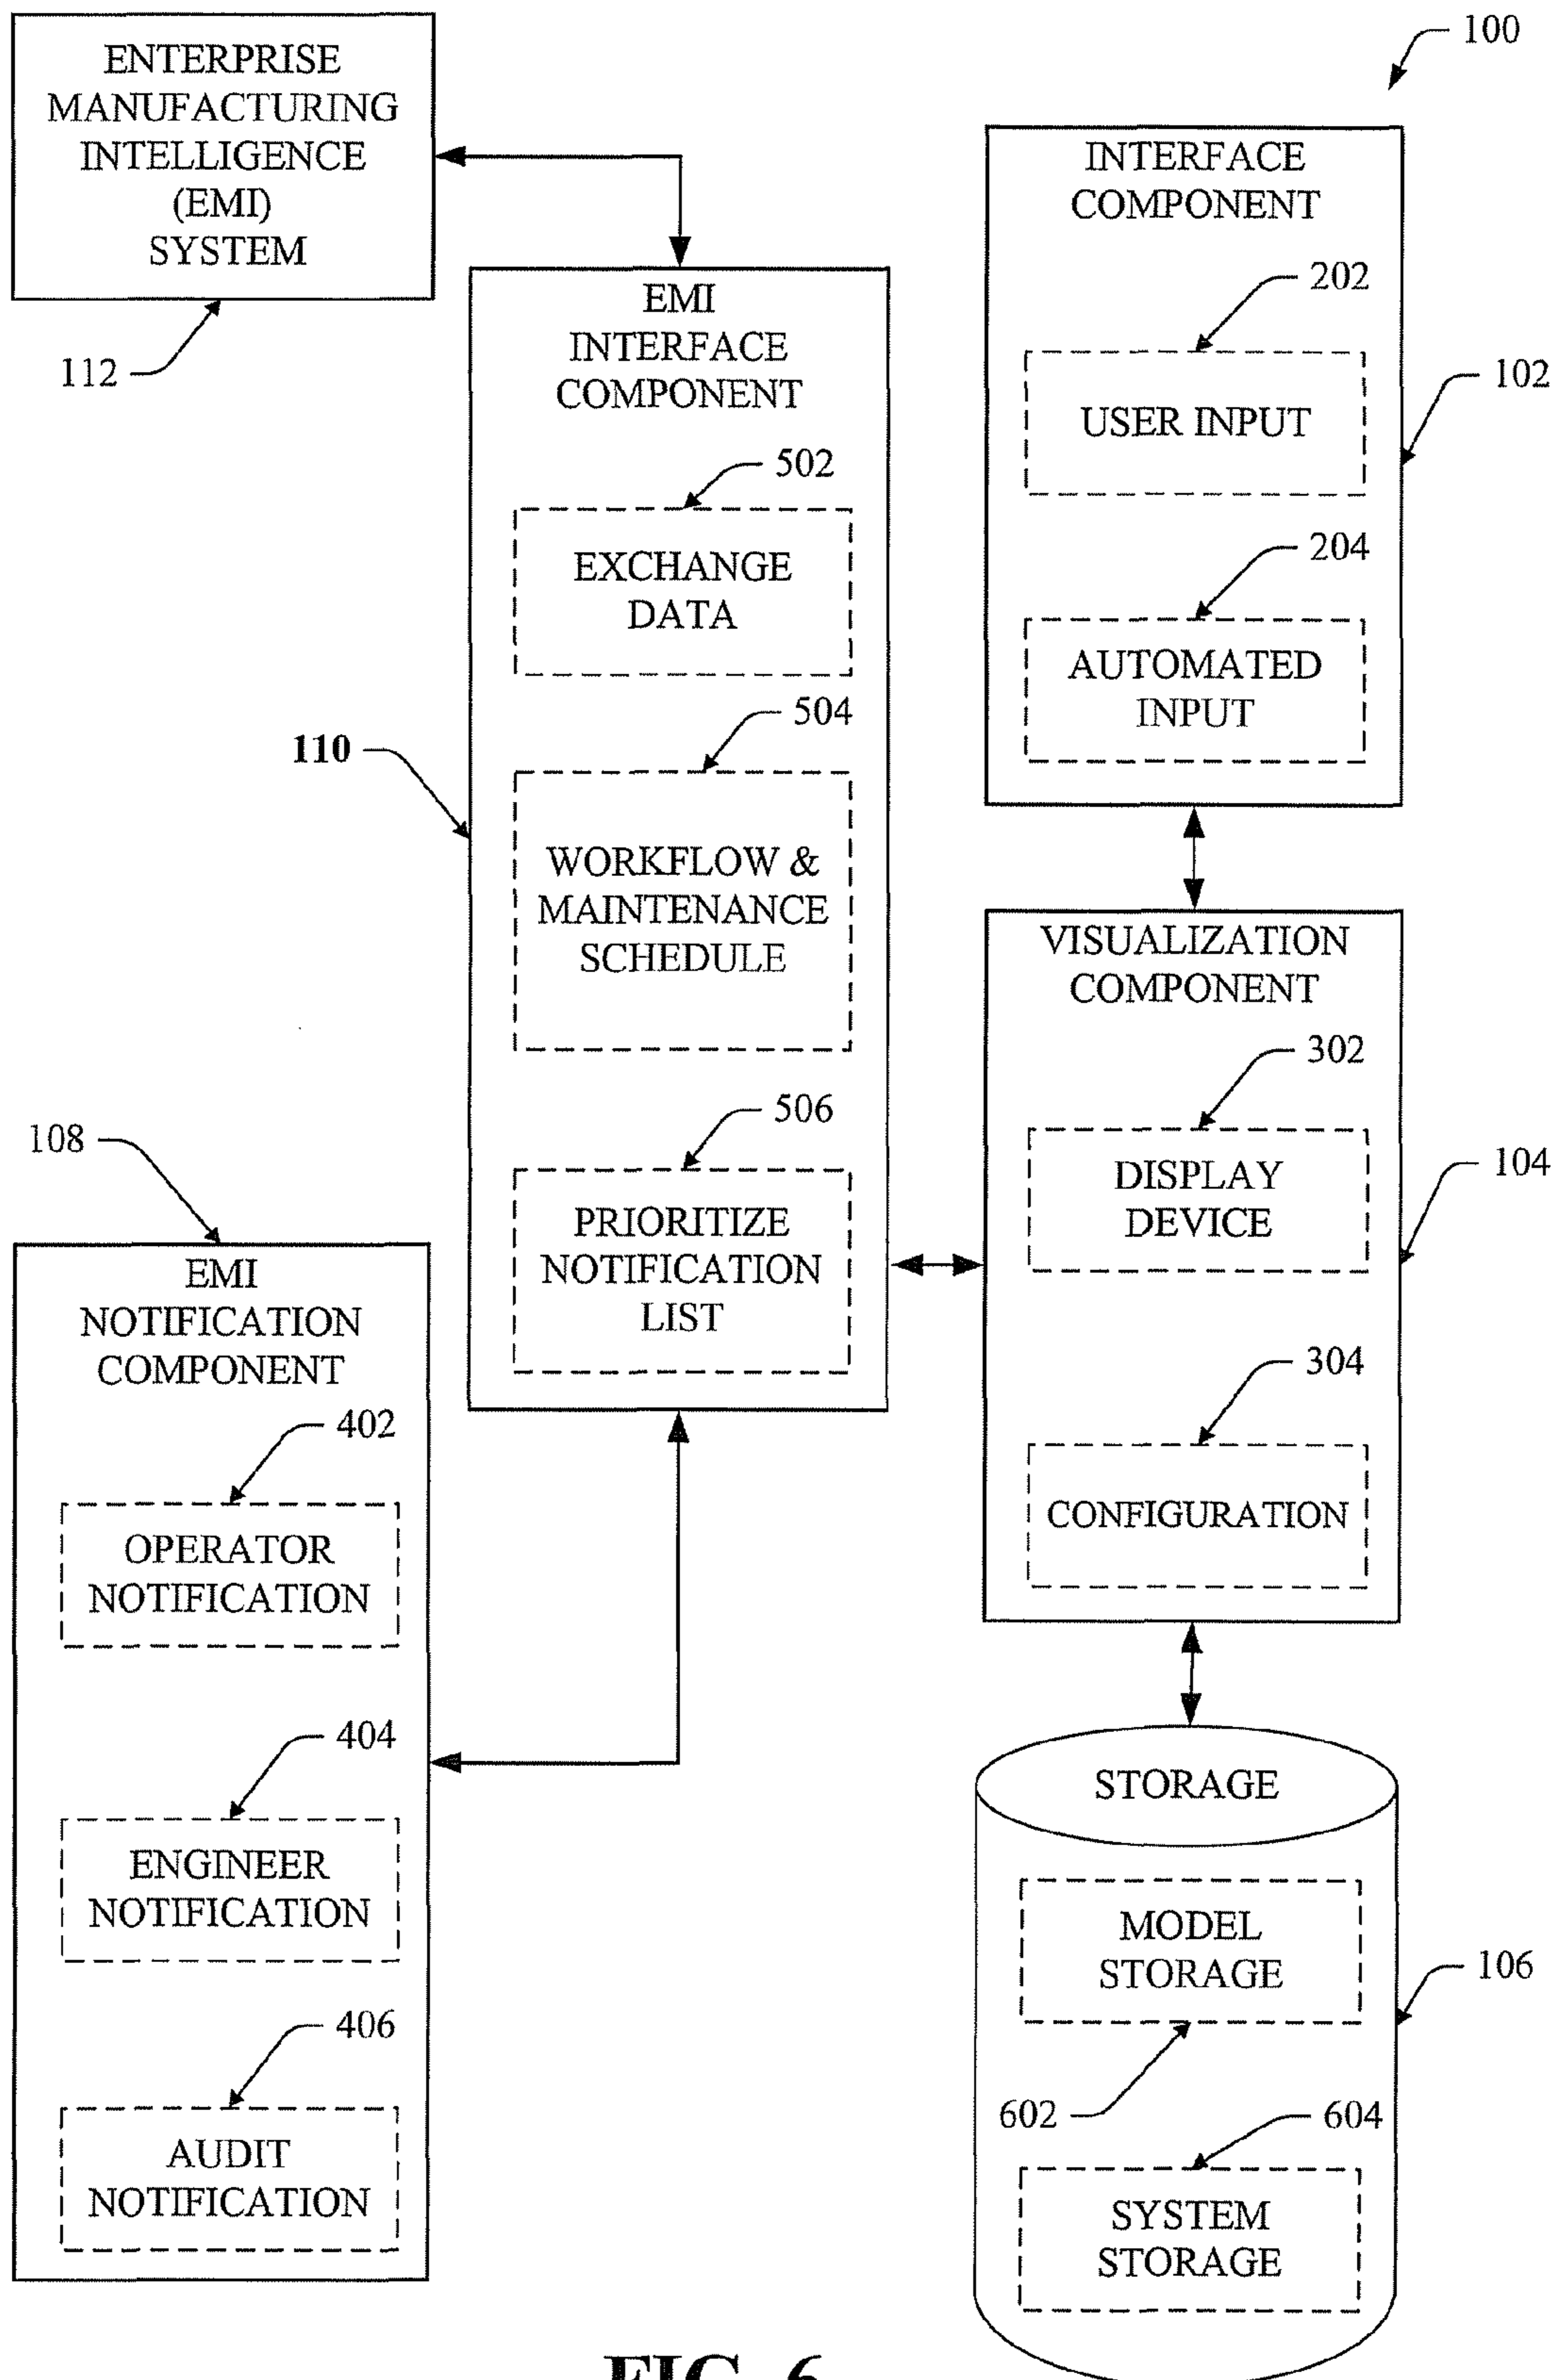 100
ENTERPRISE
MANUFACTURING
INTELLIGENCE
(EMI)
SYSTEM
112
EMI
INTERFACE
COMPONENT
502
EXCHANGE
DATA
504
110
WORKFLOW &
MAINTENANCE
SCHEDULE
506
PRIORITIZE
NOTIFICATION
LIST
INTERFACE
COMPONENT
202
USER INPUT
102
204
AUTOMATED
INPUT
VISUALIZATION
COMPONENT
302
DISPLAY
DEVICE
104
304
CONFIGURATION
108
EMI
NOTIFICATION
COMPONENT
402
OPERATOR
NOTIFICATION
404
ENGINEER
NOTIFICATION
406
AUDIT
NOTIFICATION
STORAGE
MODEL
STORAGE
106
602
604
SYSTEM
STORAGE
FIG. 6